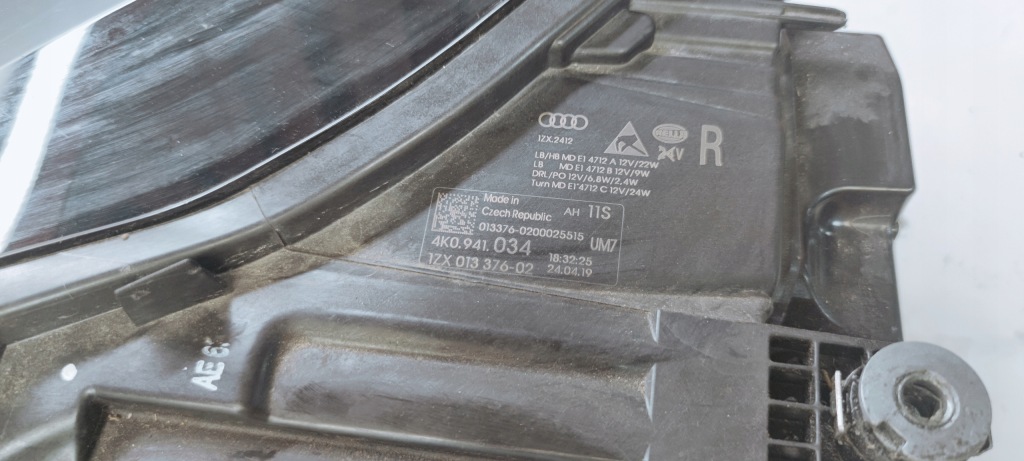 1ZX.2412
HELLA
24V
R
LB/HB MD E1 4712 A 12V/22W
LB MD E1 4712 B 12V/9W
DRL/PO 12V/6,8W/2,4W
Turn MD E1 4712 C 12V/24W
Made in
Czech Republic
AH 11S
013376-0200025515
4K0.941.034
UM7
1ZX 013 376-02
18:32:25
24.04.19